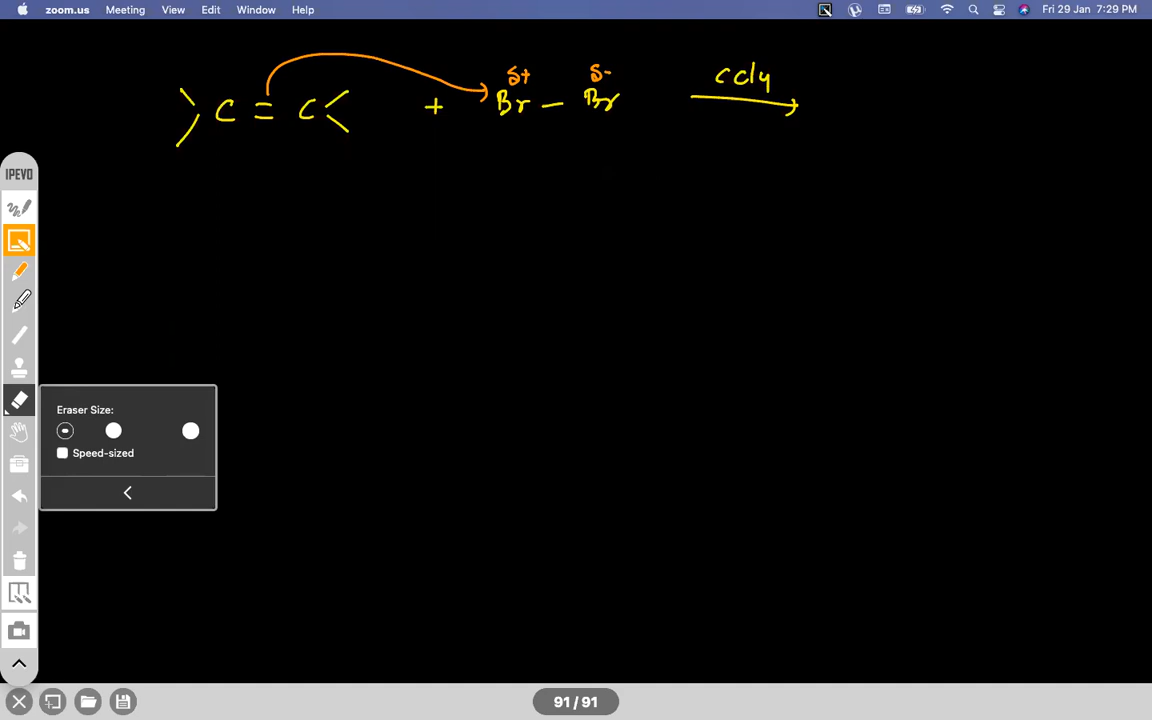 zoom.us Meeting View Edit Window Help Fri 29 Jan 7:29 PM
δ+ δ-
>C = C< + Br — Br CCl4 →
IPEVO
Eraser Size:
Speed-sized
91 / 91